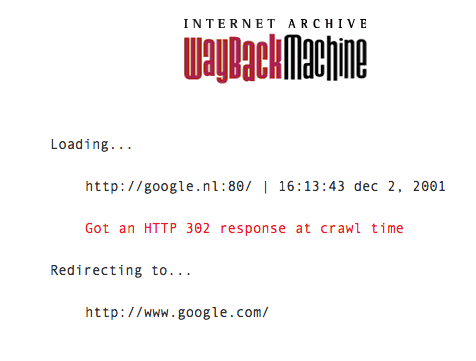 INTERNET ARCHIVE
WayBackMachine
Loading...
http://google.nl:80/ | 16:13:43 dec 2, 2001
Got an HTTP 302 response at crawl time
Redirecting to...
http://www.google.com/